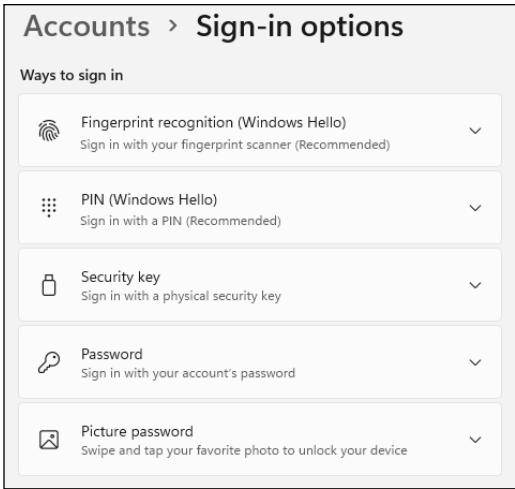 Accounts > Sign-in options
Ways to sign in
Fingerprint recognition (Windows Hello)
Sign in with your fingerprint scanner (Recommended)
PIN (Windows Hello)
Sign in with a PIN (Recommended)
Security key
Sign in with a physical security key
Password
Sign in with your account's password
Picture password
Swipe and tap your favorite photo to unlock your device